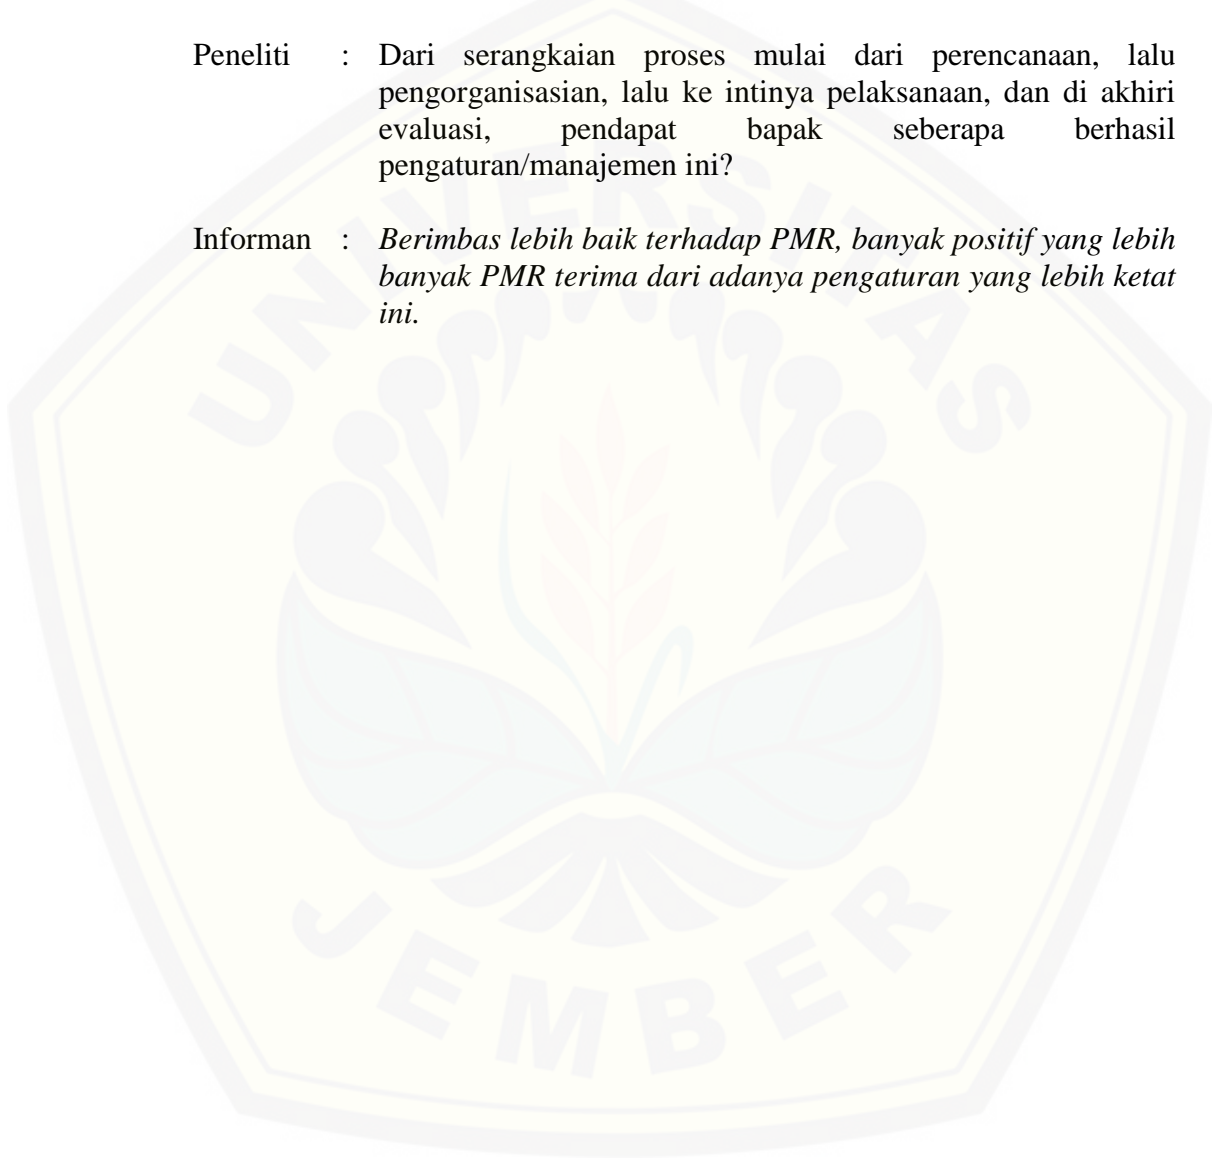 Peneliti : Dari serangkaian proses mulai dari perencanaan, lalu
pengorganisasian, lalu ke intinya pelaksanaan, dan di akhiri
evaluasi, pendapat bapak seberapa berhasil
pengaturan/manajemen ini?
Informan : Berimbas lebih baik terhadap PMR, banyak positif yang lebih
banyak PMR terima dari adanya pengaturan yang lebih ketat
ini.
UNIVERSITAS
JEMBER